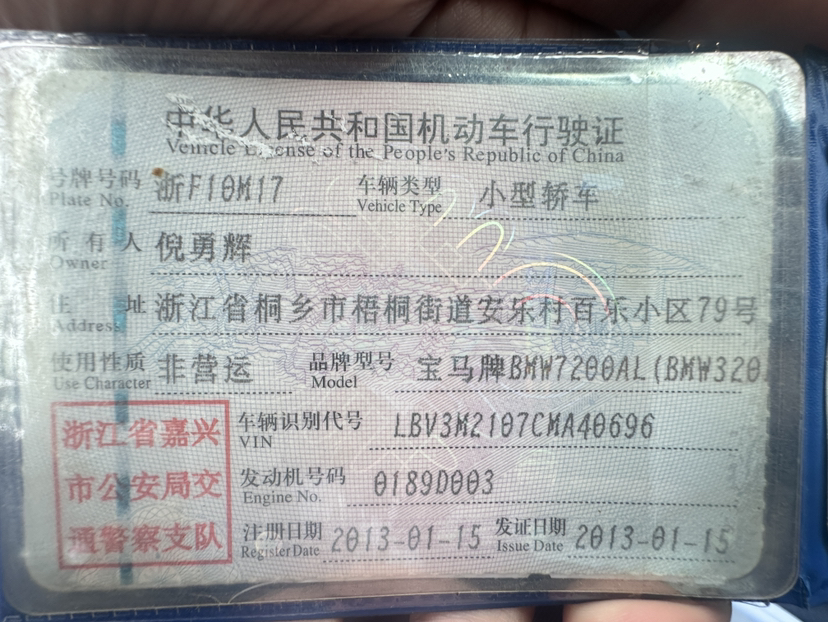 中华人民共和国机动车行驶证
Vehicle License of the People's Republic of China
号牌号码 浙F10M17 车辆类型 小型轿车
Plate No. Vehicle Type
所有人 倪勇辉
Owner
住址 浙江省桐乡市梧桐街道安乐村百乐小区79号
Address
使用性质 非营运 品牌型号 宝马牌BMW7200AL(BMW320
Use Character Model
浙江省嘉兴
市公安局交
通警察支队
车辆识别代号 LBV3M2107CMA40696
VIN
发动机号码 0189D003
Engine No.
注册日期 2013-01-15 发证日期 2013-01-15
Register Date Issue Date